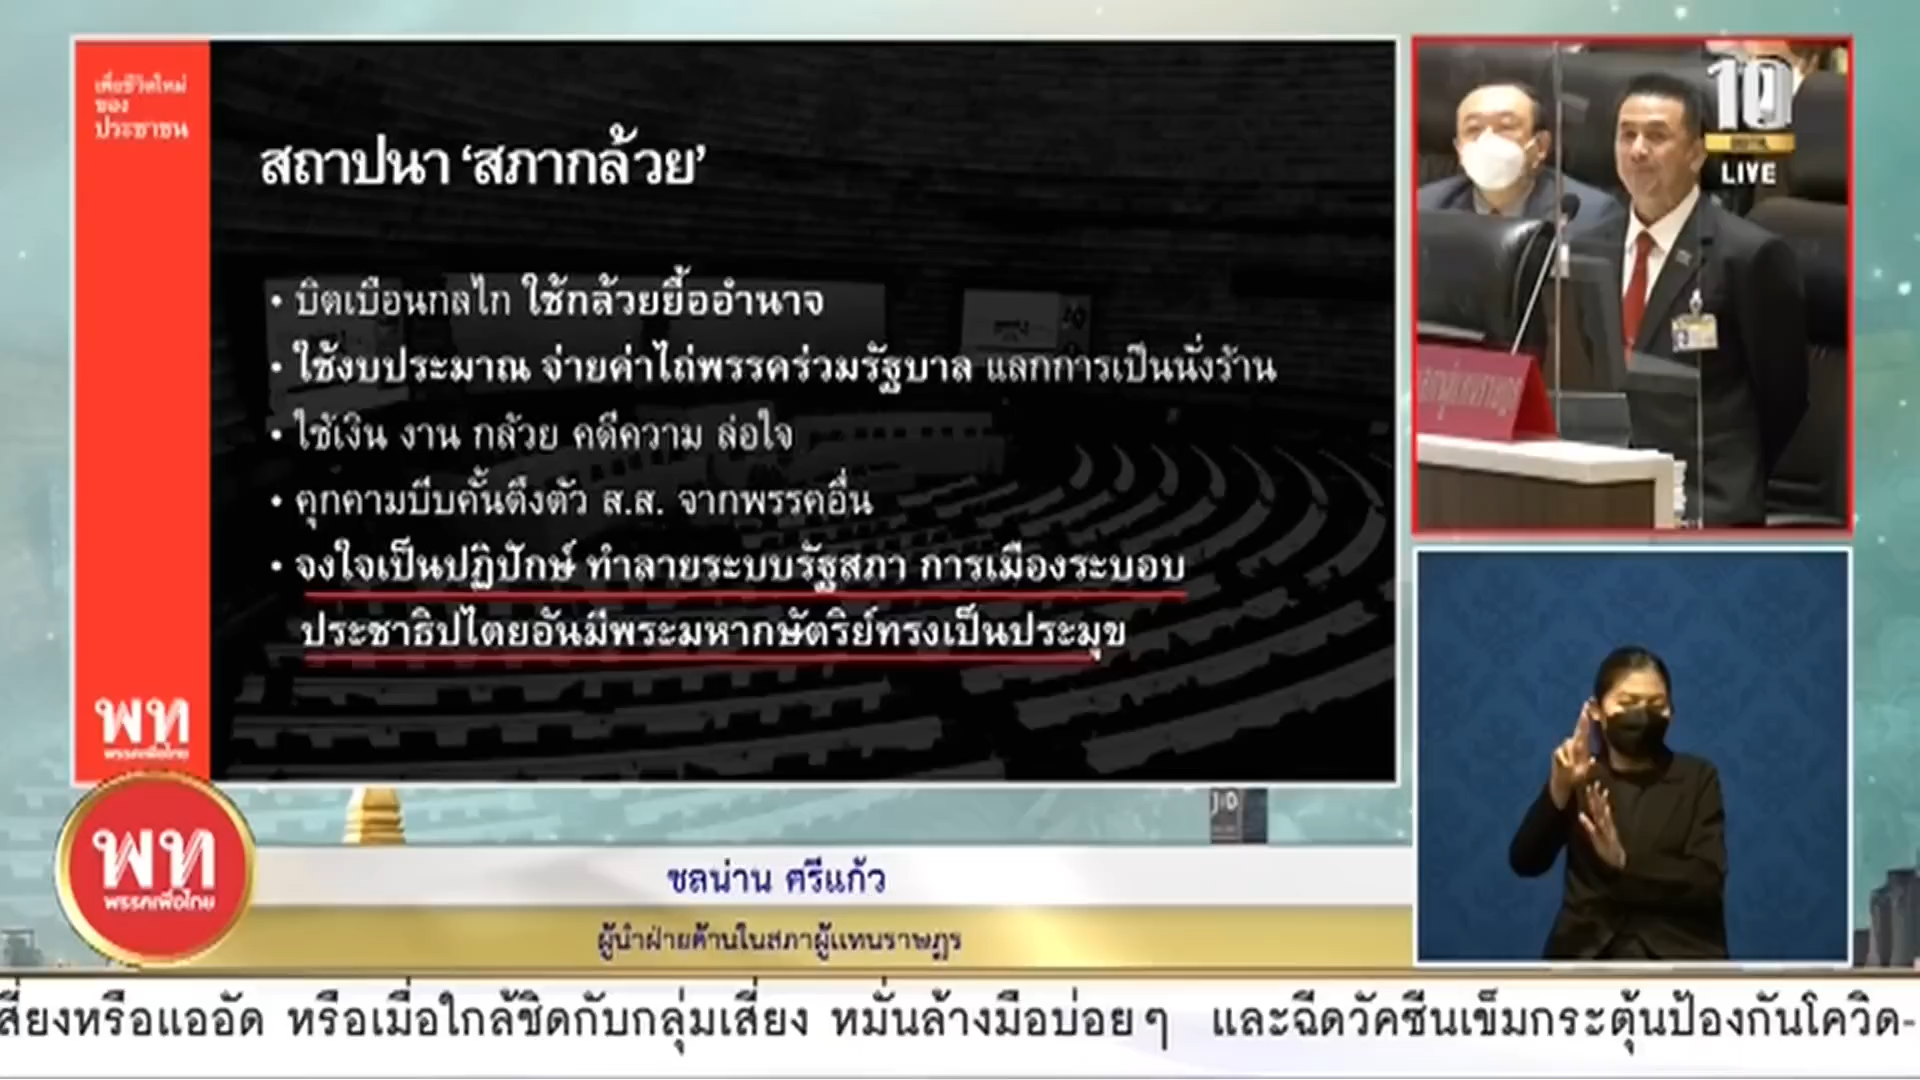 เพื่อชีวิตใหม่
ของ
ประชาชน
สถาปนา ‘สภากล้วย’
• บิดเบือนกลไก ใช้กล้วยยื้ออำนาจ
• ใช้งบประมาณ จ่ายค่าไถ่พรรคร่วมรัฐบาล แลกการเป็นนั่งร้าน
• ใช้เงิน งาน กล้วย คดีความ ล่อใจ
• คุกคามบีบคั้นดึงตัว ส.ส. จากพรรคอื่น
• จงใจเป็นปฏิปักษ์ ทำลายระบบรัฐสภา การเมืองระบอบ
ประชาธิปไตยอันมีพระมหากษัตริย์ทรงเป็นประมุข
พท
พรรคเพื่อไทย
10
LIVE
พท
พรรคเพื่อไทย
ชลน่าน ศรีแก้ว
ผู้นำฝ่ายค้านในสภาผู้แทนราษฎร
สี่ยงหรือแออัด หรือเมื่อใกล้ชิดกับกลุ่มเสี่ยง หมั่นล้างมือบ่อยๆ และฉีดวัคซีนเข็มกระตุ้นป้องกันโควิด-